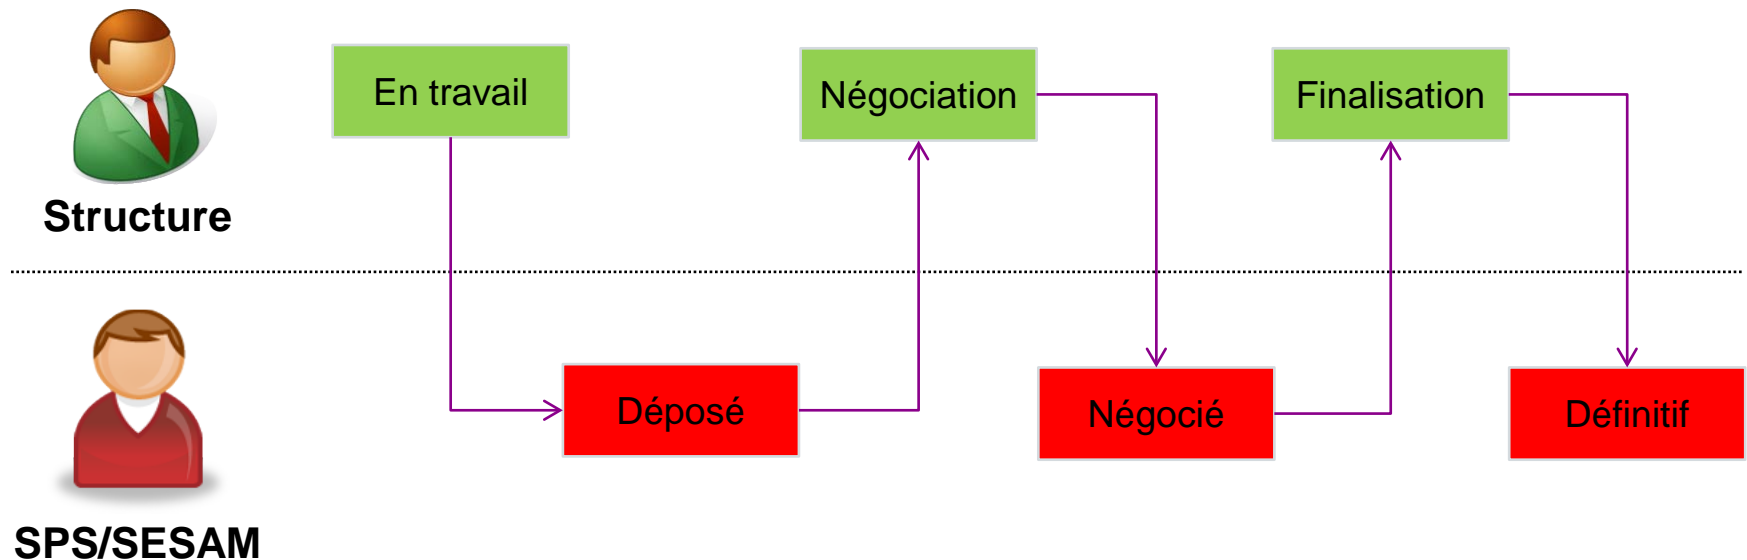 En travail
Négociation
Finalisation
Structure
Déposé
Négocié
Définitif
SPS/SESAM